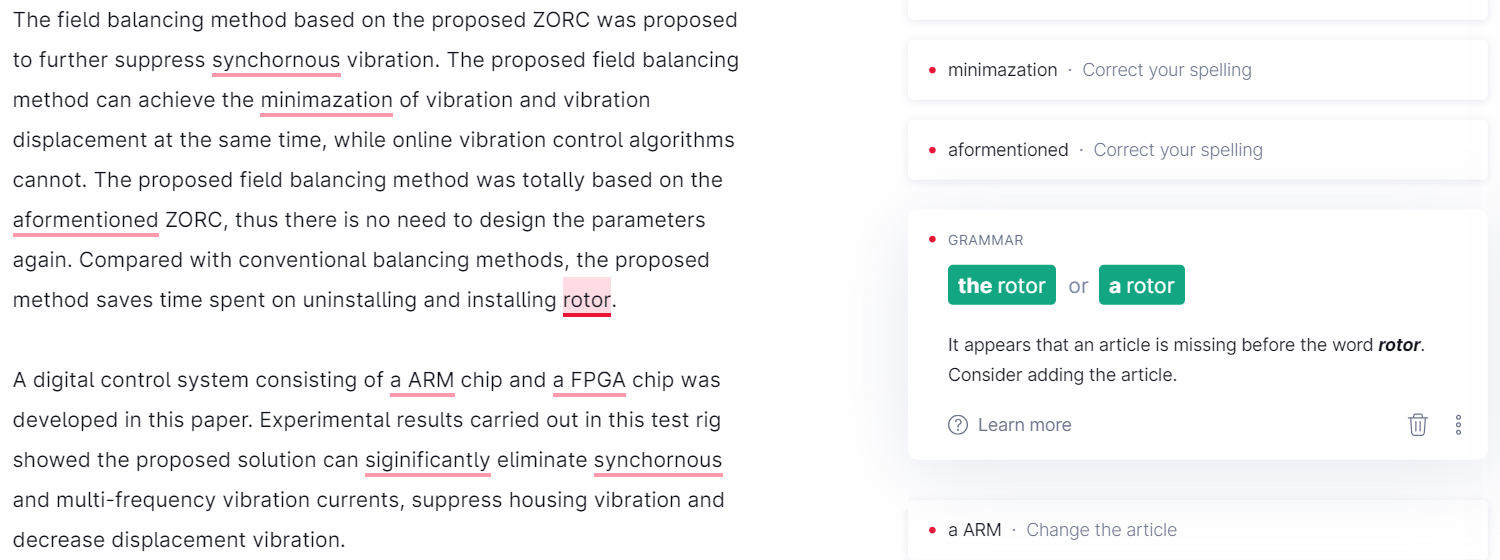 The field balancing method based on the proposed ZORC was proposed
to further suppress synchornous vibration. The proposed field balancing
method can achieve the minimazation of vibration and vibration
displacement at the same time, while online vibration control algorithms
cannot. The proposed field balancing method was totally based on the
aformentioned ZORC, thus there is no need to design the parameters
again. Compared with conventional balancing methods, the proposed
method saves time spent on uninstalling and installing rotor.
A digital control system consisting of a ARM chip and a FPGA chip was
developed in this paper. Experimental results carried out in this test rig
showed the proposed solution can siginificantly eliminate synchornous
and multi-frequency vibration currents, suppress housing vibration and
decrease displacement vibration.
minimazation · Correct your spelling
aformentioned · Correct your spelling
GRAMMAR
the rotor or a rotor
It appears that an article is missing before the word rotor.
Consider adding the article.
Learn more
a ARM · Change the article